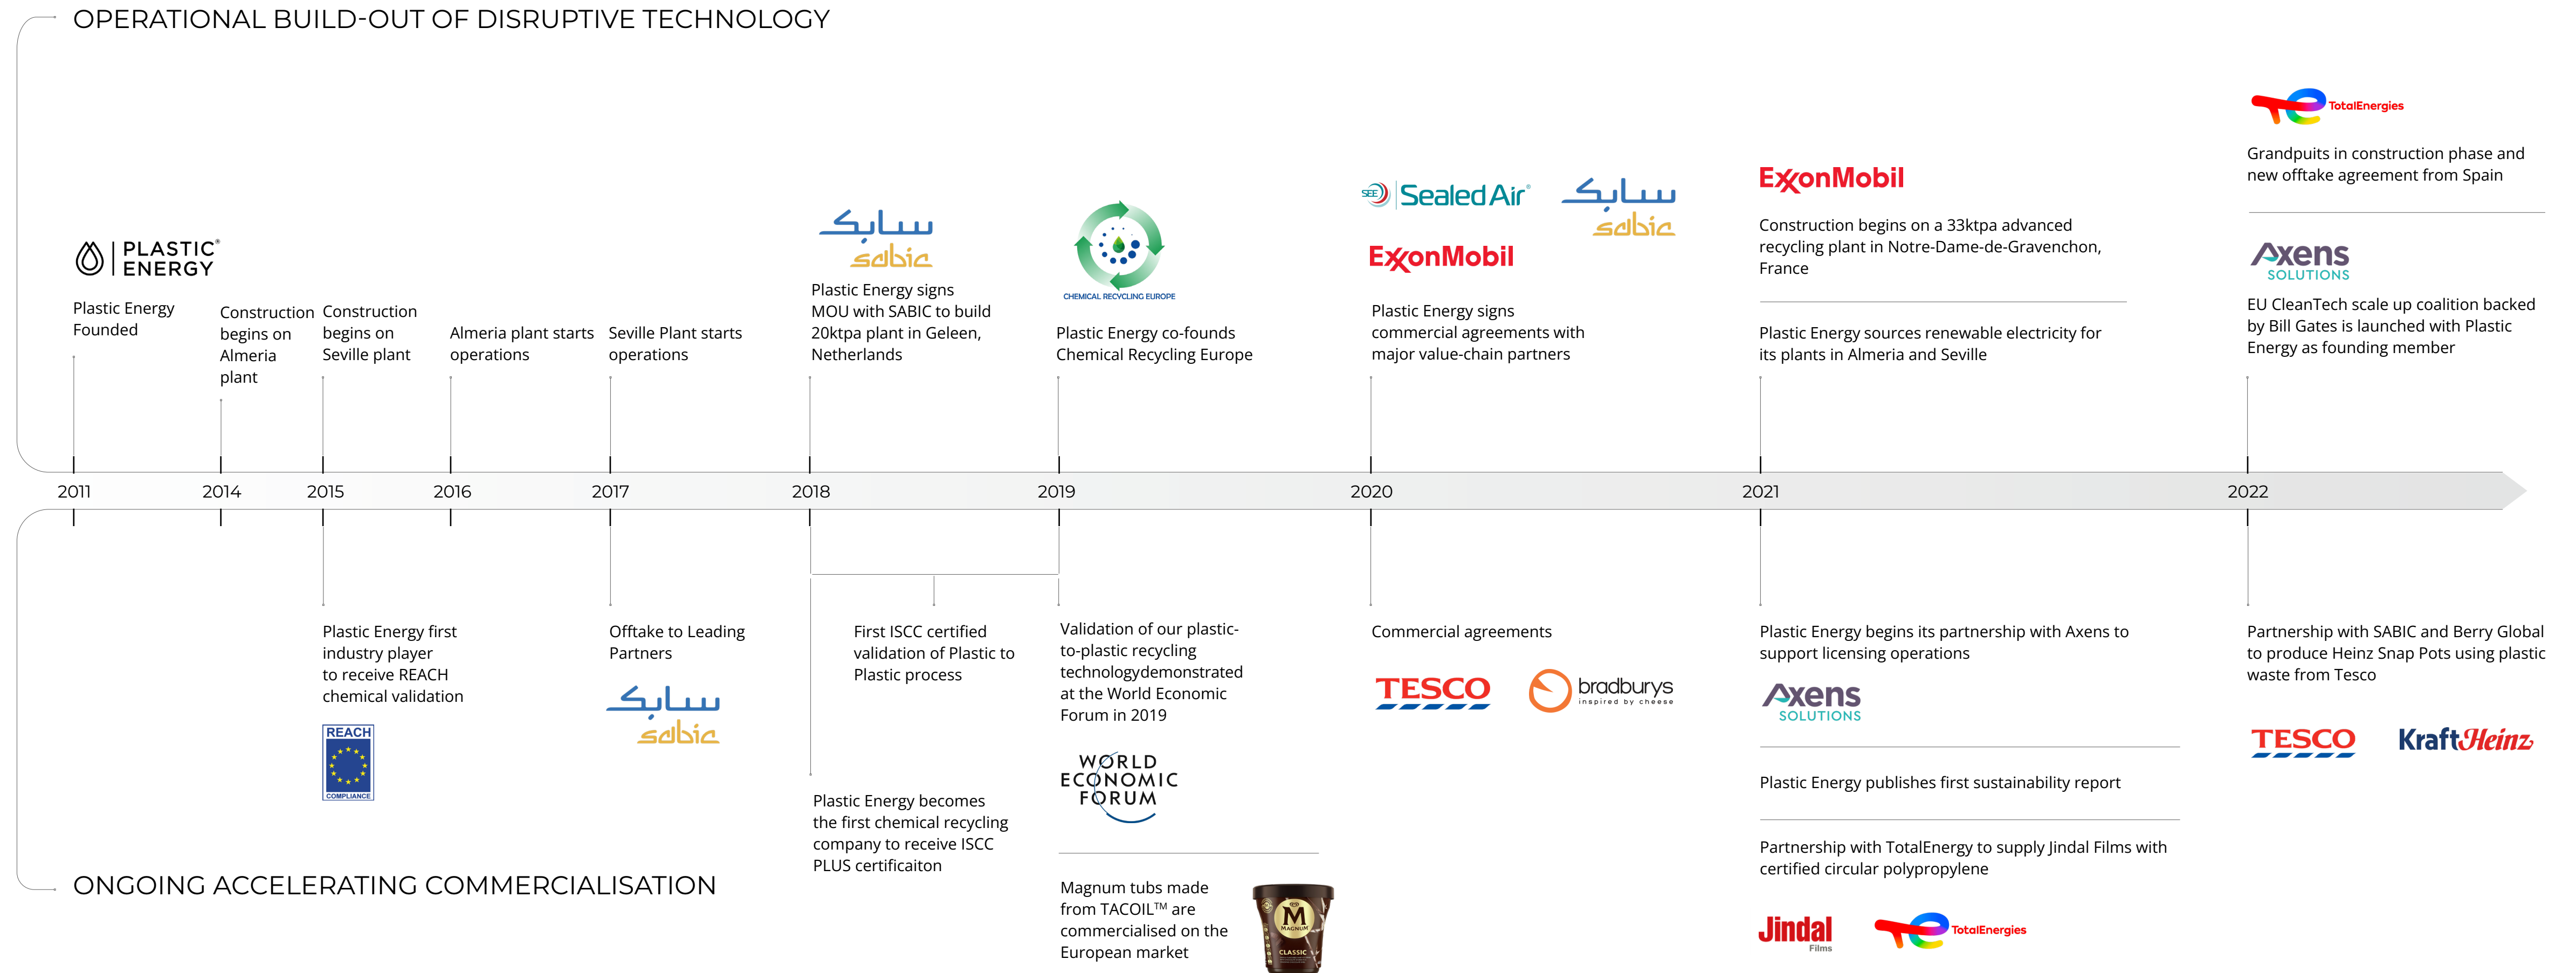 OPERATIONAL BUILD-OUT OF DISRUPTIVE TECHNOLOGY
PLASTIC®
ENERGY
Plastic Energy
Founded
Construction
begins on
Almeria
plant
Construction
begins on
Seville plant
Almeria plant starts
operations
Seville Plant starts
operations
سابك
sabic
Plastic Energy signs
MOU with SABIC to build
20ktpa plant in Geleen,
Netherlands
CHEMICAL RECYCLING EUROPE
Plastic Energy co-founds
Chemical Recycling Europe
SEE Sealed Air®
سابك
sabic
ExxonMobil
Plastic Energy signs
commercial agreements with
major value-chain partners
ExxonMobil
Construction begins on a 33ktpa advanced
recycling plant in Notre-Dame-de-Gravenchon,
France
Plastic Energy sources renewable electricity for
its plants in Almeria and Seville
TotalEnergies
Grandpuits in construction phase and
new offtake agreement from Spain
Axens
SOLUTIONS
EU CleanTech scale up coalition backed
by Bill Gates is launched with Plastic
Energy as founding member
2011 2014 2015 2016 2017 2018 2019 2020 2021 2022
Plastic Energy first
industry player
to receive REACH
chemical validation
REACH
COMPLIANCE
Offtake to Leading
Partners
سابك
sabic
First ISCC certified
validation of Plastic to
Plastic process
Plastic Energy becomes
the first chemical recycling
company to receive ISCC
PLUS certificaiton
Validation of our plastic-
to-plastic recycling
technologydemonstrated
at the World Economic
Forum in 2019
WORLD
ECONOMIC
FORUM
Magnum tubs made
from TACOIL™ are
commercialised on the
European market
M
MAGNUM
CLASSIC
Commercial agreements
TESCO
bradburys
inspired by cheese
Plastic Energy begins its partnership with Axens to
support licensing operations
Axens
SOLUTIONS
Plastic Energy publishes first sustainability report
Partnership with TotalEnergy to supply Jindal Films with
certified circular polypropylene
Jindal
Films
TotalEnergies
Partnership with SABIC and Berry Global
to produce Heinz Snap Pots using plastic
waste from Tesco
TESCO
KraftHeinz
ONGOING ACCELERATING COMMERCIALISATION